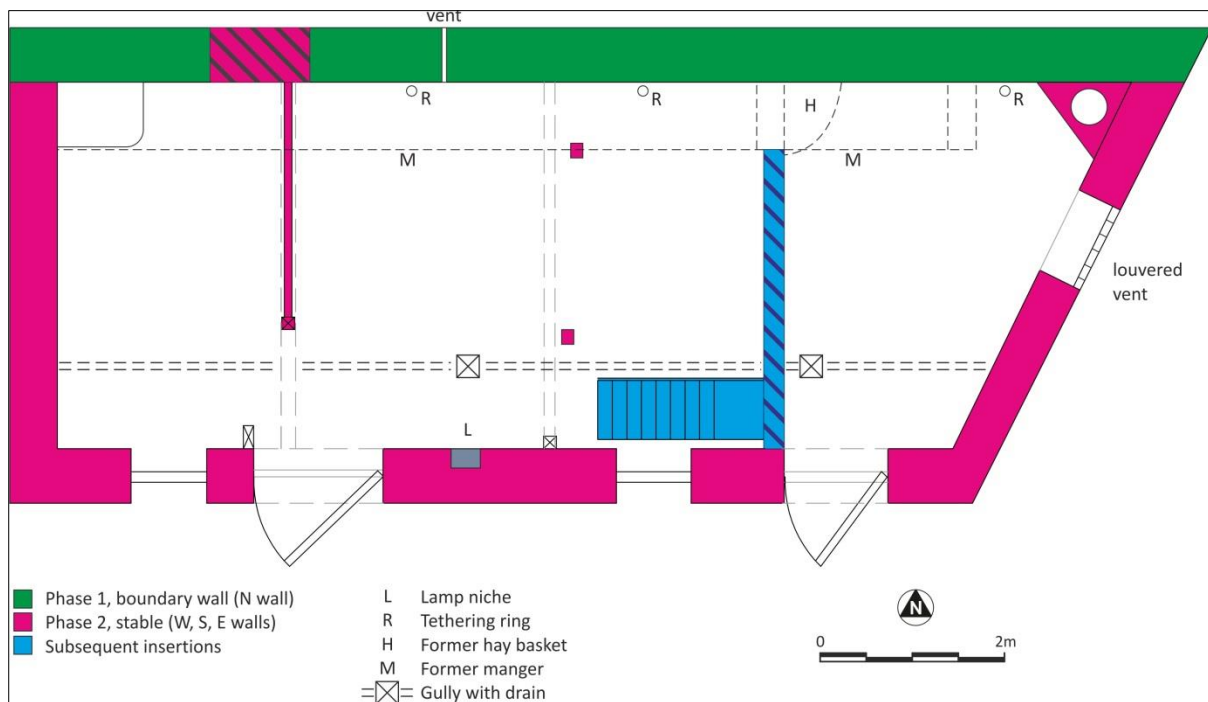 vent
R
R
H
R
M
M
louvered
vent
L
Phase 1, boundary wall (N wall)
Phase 2, stable (W, S, E walls)
Subsequent insertions
L Lamp niche
R Tethering ring
H Former hay basket
M Former manger
Gully with drain
N
0 2m